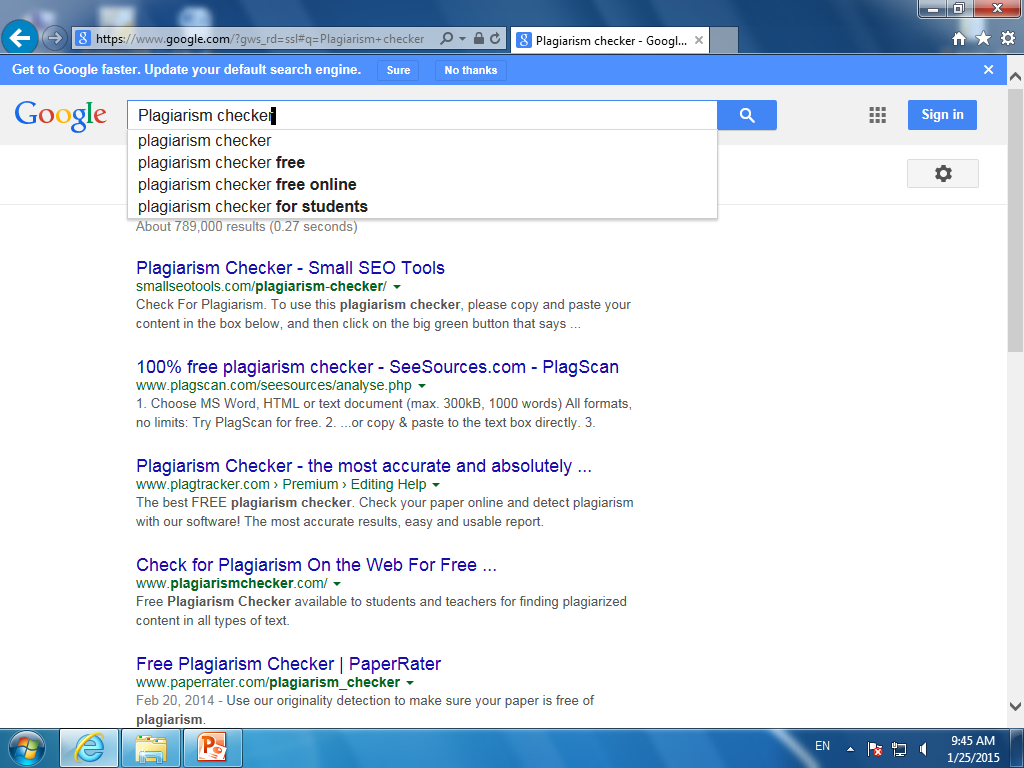 https://www.google.com/?gws_rd=ssl#q=Plagiarism+checker
Plagiarism checker - Googl...
Get to Google faster. Update your default search engine.
Sure
No thanks
Google
Plagiarism checker
Sign in
plagiarism checker
plagiarism checker free
plagiarism checker free online
plagiarism checker for students
About 789,000 results (0.27 seconds)
Plagiarism Checker - Small SEO Tools
smallseotools.com/plagiarism-checker/
Check For Plagiarism. To use this plagiarism checker, please copy and paste your
content in the box below, and then click on the big green button that says ...
100% free plagiarism checker - SeeSources.com - PlagScan
www.plagscan.com/seesources/analyse.php
1. Choose MS Word, HTML or text document (max. 300kB, 1000 words) All formats,
no limits: Try PlagScan for free. 2. ...or copy & paste to the text box directly. 3.
Plagiarism Checker - the most accurate and absolutely ...
www.plagtracker.com › Premium › Editing Help
The best FREE plagiarism checker. Check your paper online and detect plagiarism
with our software! The most accurate results, easy and usable report.
Check for Plagiarism On the Web For Free ...
www.plagiarismchecker.com/
Free Plagiarism Checker available to students and teachers for finding plagiarized
content in all types of text.
Free Plagiarism Checker | PaperRater
www.paperrater.com/plagiarism_checker
Feb 20, 2014 - Use our originality detection to make sure your paper is free of
plagiarism.
EN
9:45 AM
1/25/2015